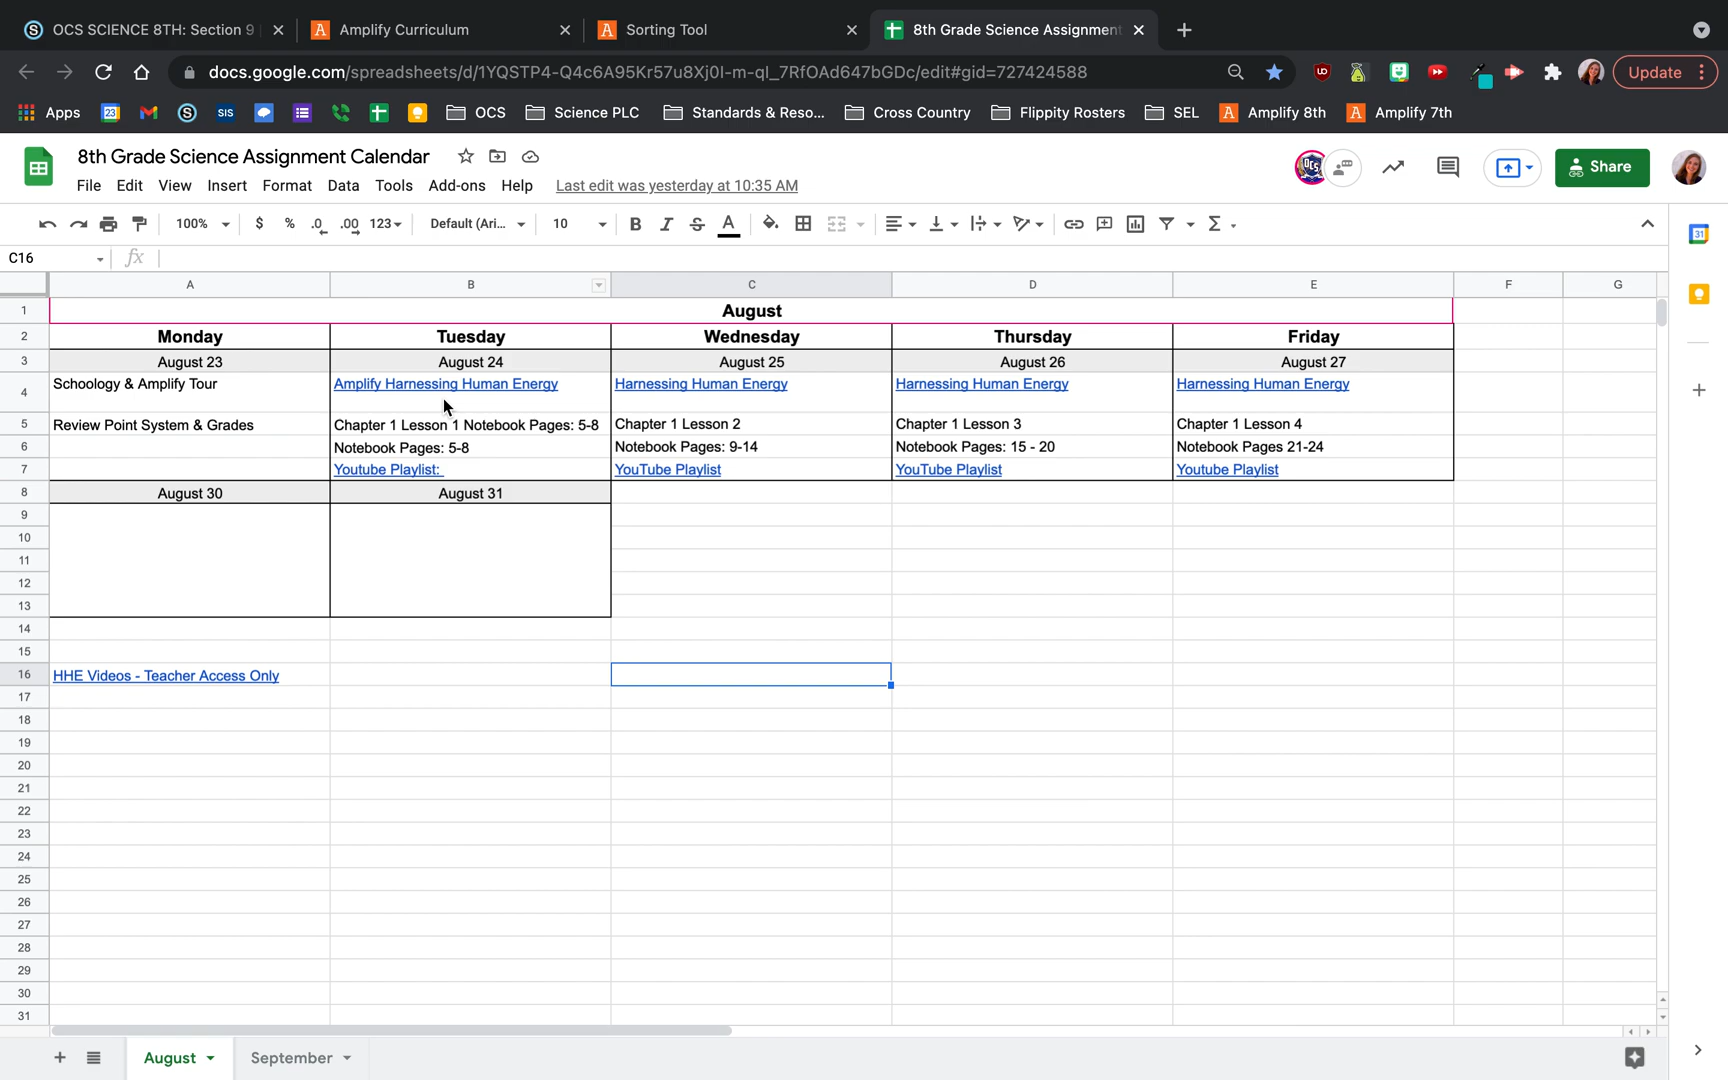 OCS SCIENCE 8TH: Section 9
Amplify Curriculum
Sorting Tool
8th Grade Science Assignment
docs.google.com/spreadsheets/d/1YQSTP4-Q4c6A95Kr57u8Xj0I-m-ql_7RfOAd647bGDc/edit#gid=727424588
Update
Apps
23
SIS
OCS
Science PLC
Standards & Reso...
Cross Country
Flippity Rosters
SEL
Amplify 8th
Amplify 7th
8th Grade Science Assignment Calendar
File Edit View Insert Format Data Tools Add-ons Help Last edit was yesterday at 10:35 AM
Share
100% $ % .0 .00 123 Default (Ari... 10 B I S A
C16 fx
A B C D E F G
1 August
2 Monday Tuesday Wednesday Thursday Friday
3 August 23 August 24 August 25 August 26 August 27
4 Schoology & Amplify Tour Amplify Harnessing Human Energy Harnessing Human Energy Harnessing Human Energy Harnessing Human Energy
5 Review Point System & Grades Chapter 1 Lesson 1 Notebook Pages: 5-8 Chapter 1 Lesson 2 Chapter 1 Lesson 3 Chapter 1 Lesson 4
6 Notebook Pages: 5-8 Notebook Pages: 9-14 Notebook Pages: 15 - 20 Notebook Pages 21-24
7 Youtube Playlist: YouTube Playlist YouTube Playlist Youtube Playlist
8 August 30 August 31
9
10
11
12
13
14
15
16 HHE Videos - Teacher Access Only
17
18
19
20
21
22
23
24
25
26
27
28
29
30
31
August September